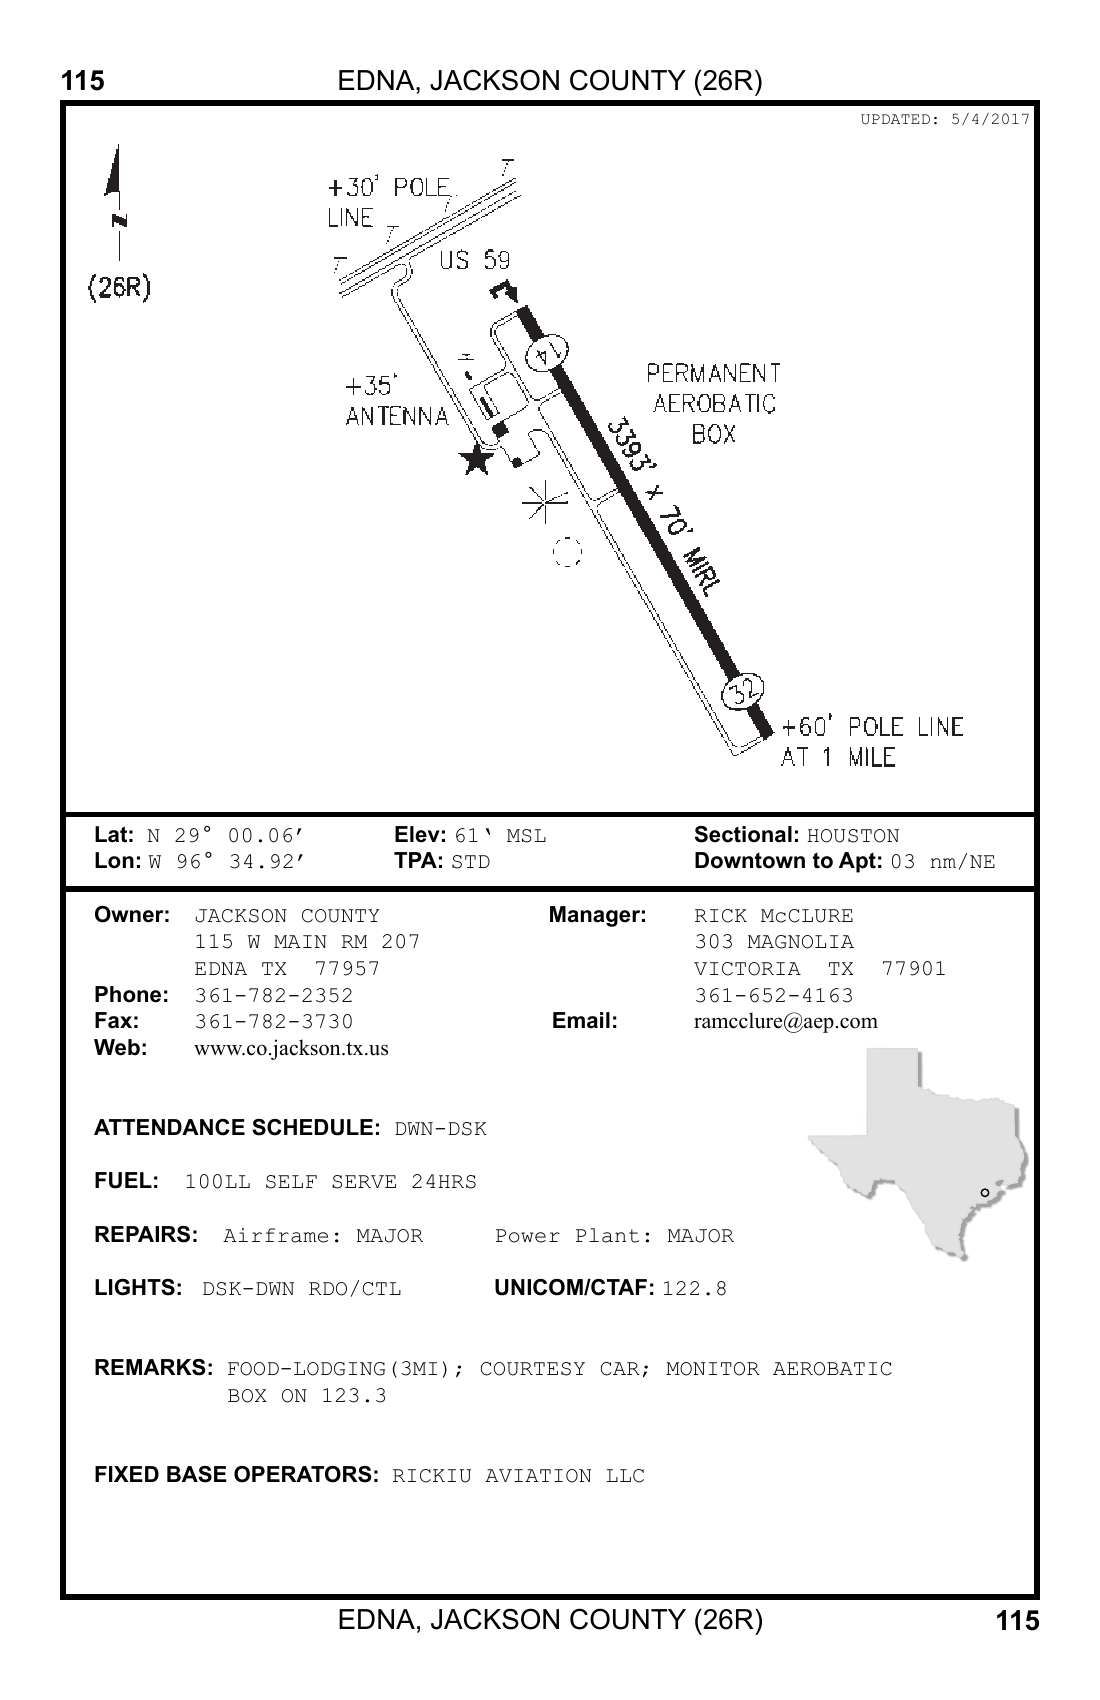 115 EDNA, JACKSON COUNTY (26R)
UPDATED: 5/4/2017
+30' POLE
LINE
US 59
N
(26R)
14
+35'
ANTENNA
PERMANENT
AEROBATIC
BOX
3393' x 70' MIRL
32
+60' POLE LINE
AT 1 MILE
Lat: N 29° 00.06′ Elev: 61‘ MSL Sectional: HOUSTON
Lon: W 96° 34.92′ TPA: STD Downtown to Apt: 03 nm/NE
Owner: JACKSON COUNTY Manager: RICK McCLURE
115 W MAIN RM 207 303 MAGNOLIA
EDNA TX 77957 VICTORIA TX 77901
Phone: 361-782-2352 361-652-4163
Fax: 361-782-3730 Email: ramcclure@aep.com
Web: www.co.jackson.tx.us
ATTENDANCE SCHEDULE: DWN-DSK
FUEL: 100LL SELF SERVE 24HRS
REPAIRS: Airframe: MAJOR Power Plant: MAJOR
LIGHTS: DSK-DWN RDO/CTL UNICOM/CTAF: 122.8
REMARKS: FOOD-LODGING(3MI); COURTESY CAR; MONITOR AEROBATIC
BOX ON 123.3
FIXED BASE OPERATORS: RICKIU AVIATION LLC
EDNA, JACKSON COUNTY (26R) 115